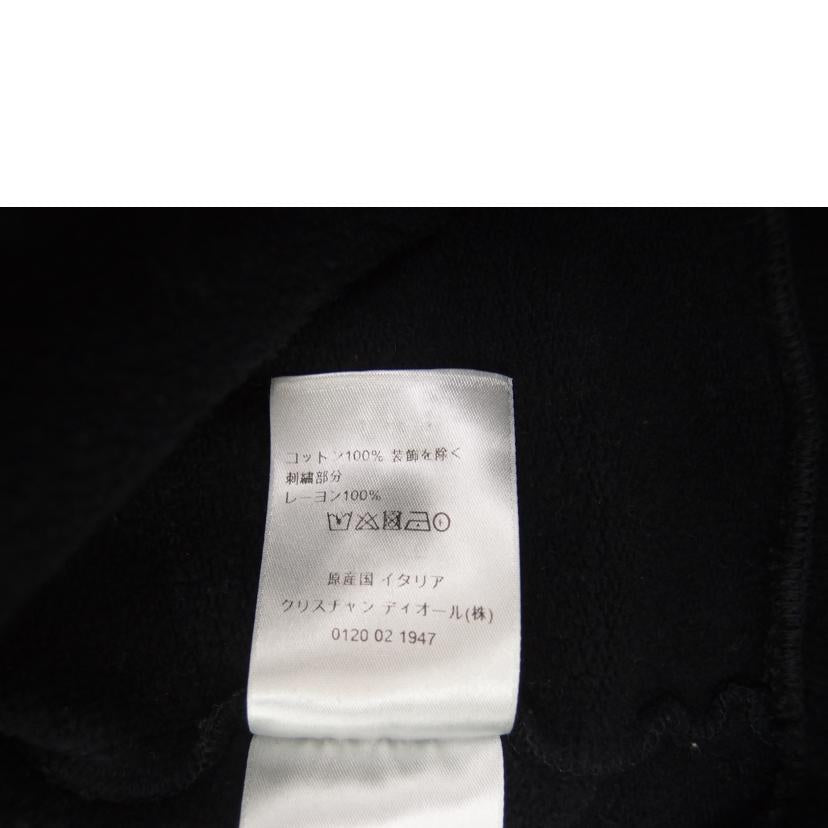 コットン100% 装飾を除く
刺繍部分
レーヨン100%
原産国 イタリア
クリスチャン ディオール(株)
0120 02 1947